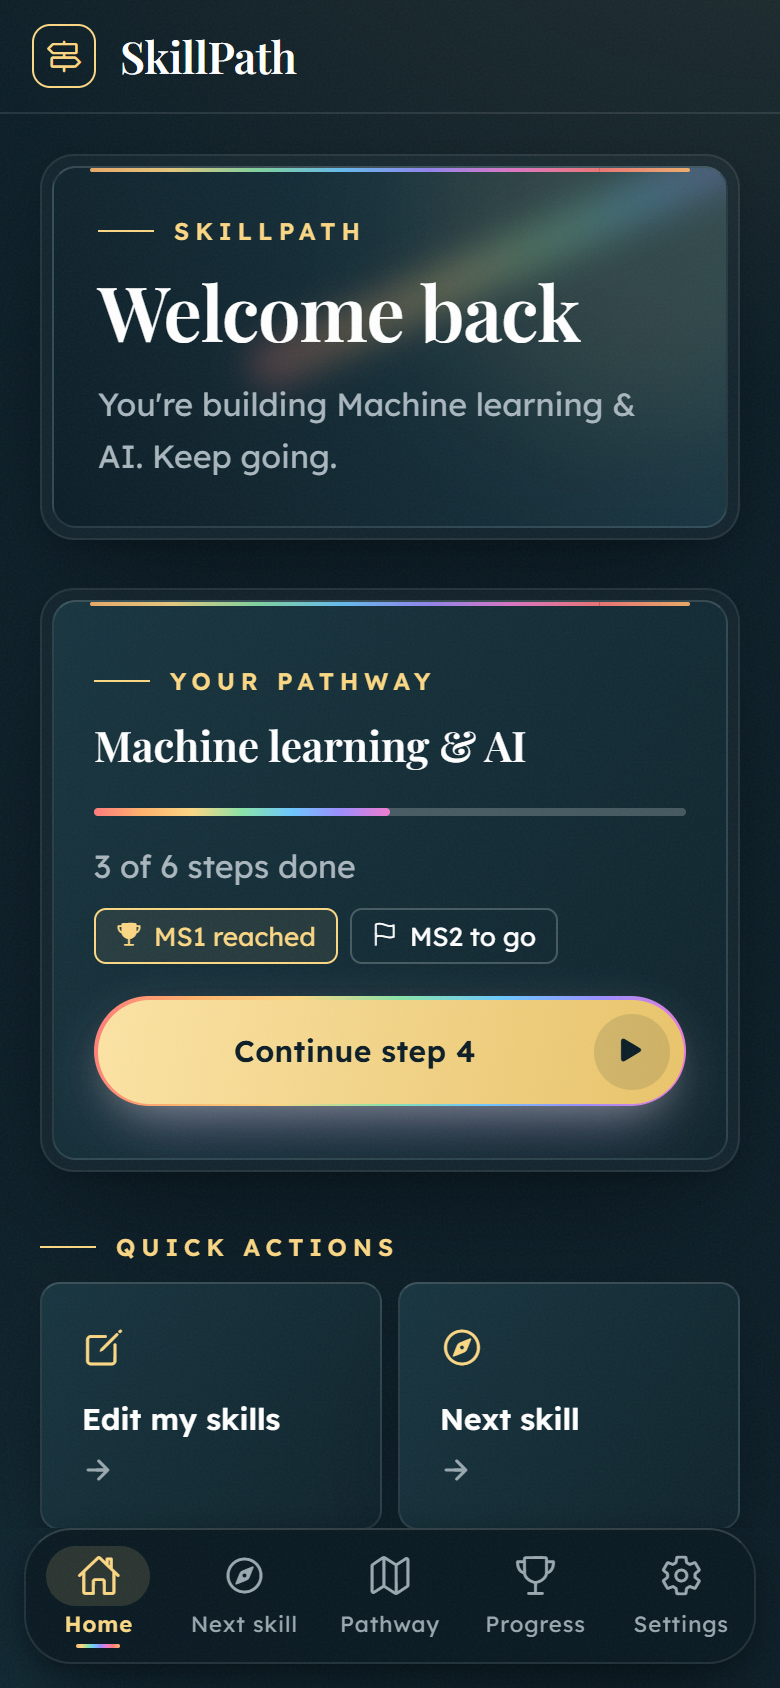 SkillPath
SKILLPATH
Welcome back
You're building Machine learning &
AI. Keep going.
YOUR PATHWAY
Machine learning & AI
3 of 6 steps done
MS1 reached
MS2 to go
Continue step 4
QUICK ACTIONS
Edit my skills
Next skill
Home
Next skill
Pathway
Progress
Settings